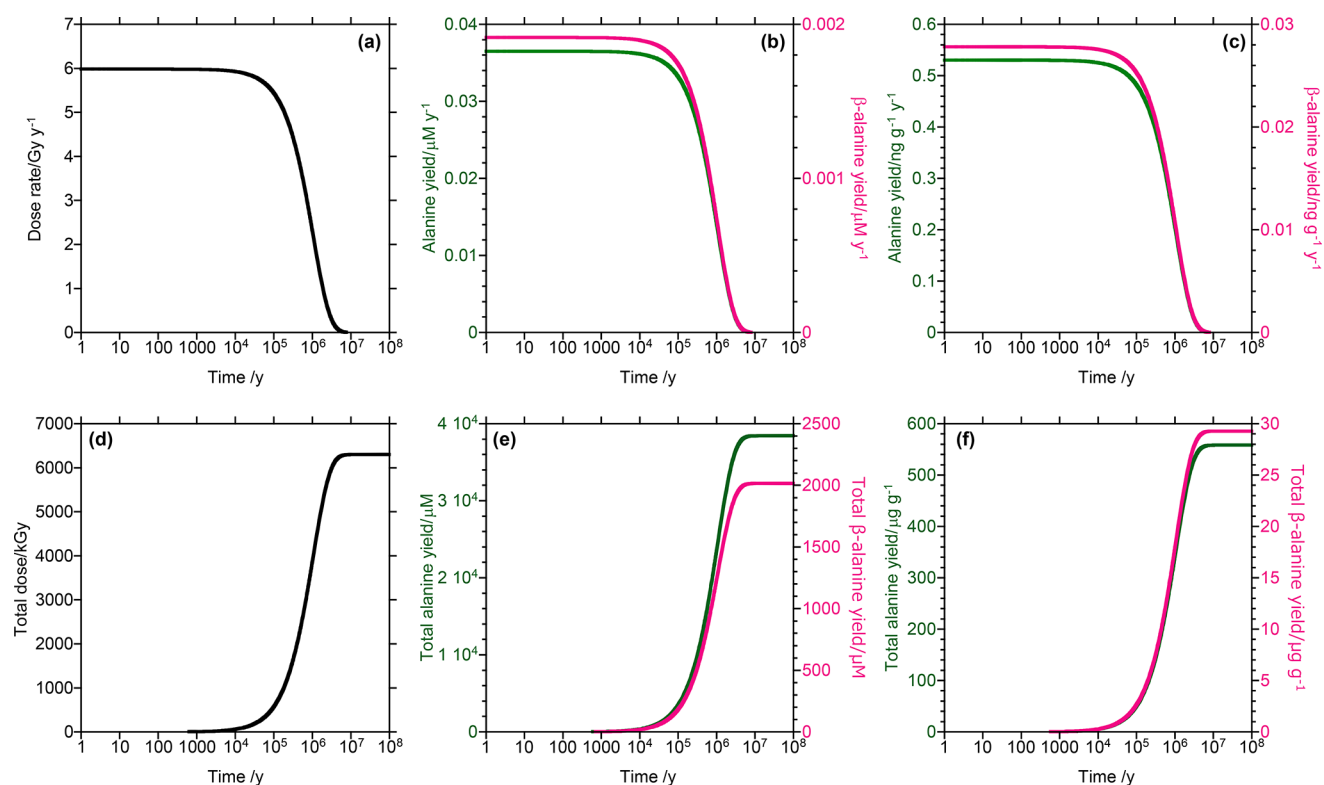 (a)
Dose rate/Gy y-1
7
6
5
4
3
2
1
0
1 10 100 1000 10⁴ 10⁵ 10⁶ 10⁷ 10⁸
Time /y
(b)
Alanine yield/μM y-1
0.04
0.03
0.02
0.01
0
β-alanine yield/μM y-1
0.002
0.001
0
1 10 100 1000 10⁴ 10⁵ 10⁶ 10⁷ 10⁸
Time /y
(c)
Alanine yield/ng g-1 y-1
0.6
0.5
0.4
0.3
0.2
0.1
0
β-alanine yield/ng g-1 y-1
0.03
0.02
0.01
0
1 10 100 1000 10⁴ 10⁵ 10⁶ 10⁷ 10⁸
Time /y
(d)
Total dose/kGy
7000
6000
5000
4000
3000
2000
1000
0
1 10 100 1000 10⁴ 10⁵ 10⁶ 10⁷ 10⁸
Time /y
(e)
Total alanine yield/μM
4 10⁴
3 10⁴
2 10⁴
1 10⁴
0
Total β-alanine yield/μM
2500
2000
1500
1000
500
0
1 10 100 1000 10⁴ 10⁵ 10⁶ 10⁷ 10⁸
Time /y
(f)
Total alanine yield/μg g-1
600
500
400
300
200
100
0
Total β-alanine yield/μg g-1
30
25
20
15
10
5
0
1 10 100 1000 10⁴ 10⁵ 10⁶ 10⁷ 10⁸
Time /y